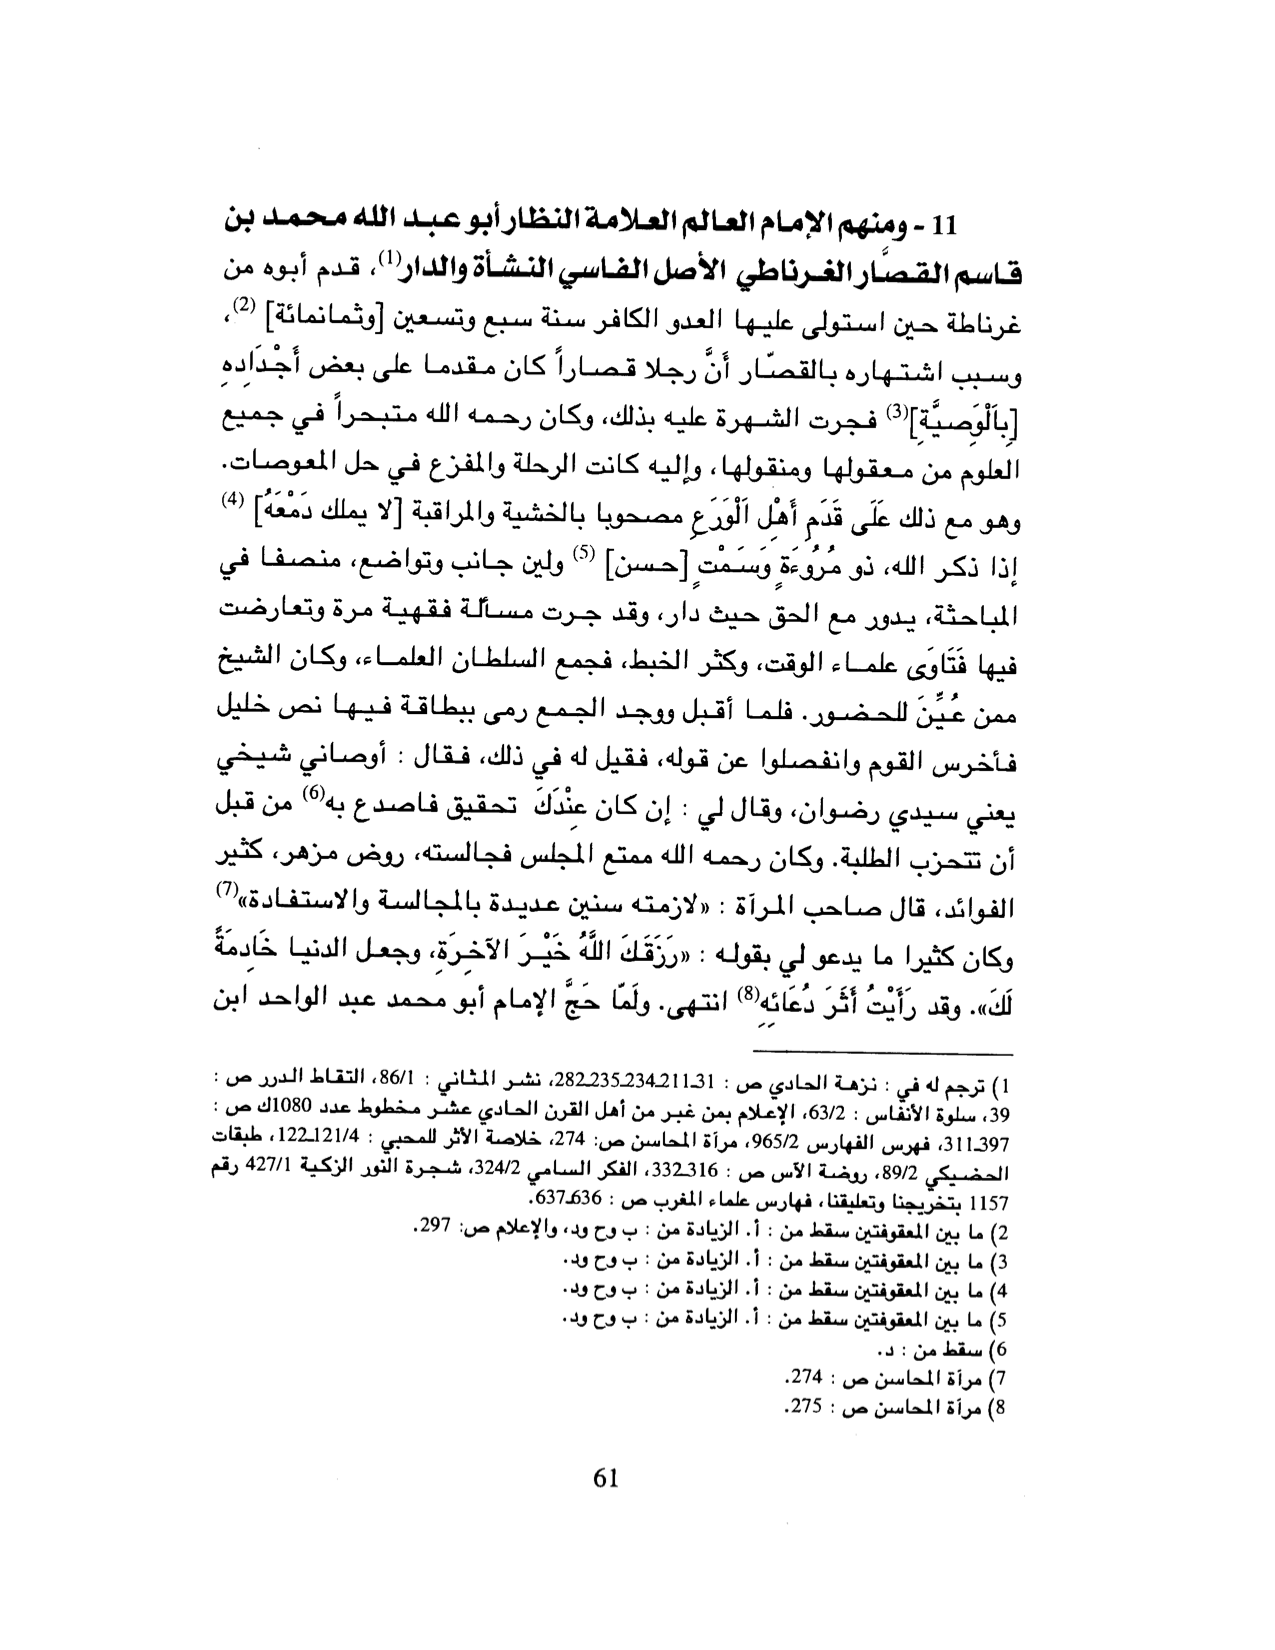 11 - ومنهم الإمام العالم العلامة النظار أبو عبد الله محمد بن
قاسم القصَّار الغرناطي الأصل الفاسي النشأة والدار(1)، قدم أبوه من
غرناطة حين استولى عليها العدو الكافر سنة سبع وتسعين [وثمانمائة] (2)،
وسبب اشتهاره بالقصّار أَنَّ رجلا قصاراً كان مقدما على بعض أَجْدَادِهِ
[بِالْوَصِيَّةِ](3) فجرت الشهرة عليه بذلك، وكان رحمه الله متبحراً في جميع
العلوم من معقولها ومنقولها، وإليه كانت الرحلة والمفزع في حل المعوصات.
وهو مع ذلك عَلَى قَدَمِ أَهْلِ الْوَرَعِ مصحوبا بالخشية والمراقبة [لا يملك دَمْعَهُ] (4)
إذا ذكر الله، ذو مُرُوءَةٍ وَسَمْتٍ [حسن] (5) ولين جانب وتواضع، منصفا في
المباحثة، يدور مع الحق حيث دار، وقد جرت مسألة فقهية مرة وتعارضت
فيها فَتَاوَى علماء الوقت، وكثر الخبط، فجمع السلطان العلماء، وكان الشيخ
ممن عُيِّنَ للحضور. فلما أقبل ووجد الجمع رمى ببطاقة فيها نص خليل
فأخرس القوم وانفصلوا عن قوله، فقيل له في ذلك، فقال : أوصاني شيخي
يعني سيدي رضوان، وقال لي : إن كان عِنْدَكَ تحقيق فاصدع به(6) من قبل
أن تتحزب الطلبة. وكان رحمه الله ممتع المجلس فجالسته، روض مزهر، كثير
الفوائد، قال صاحب المرآة : «لازمته سنين عديدة بالمجالسة والاستفادة»(7)
وكان كثيرا ما يدعو لي بقوله : «رَزَقَكَ اللَّهُ خَيْرَ الآخِرَةِ، وجعل الدنيا خَادِمَةً
لَكَ». وقد رَأَيْتُ أَثَرَ دُعَائِهِ(8) انتهى. ولَمَّا حَجَّ الإمام أبو محمد عبد الواحد ابن
1) ترجم له في : نزهة الحادي ص : 31ـ211ـ234ـ235ـ282، نشر المثاني : 86/1، التقاط الدرر ص :
39، سلوة الأنفاس : 63/2، الإعلام بمن غبر من أهل القرن الحادي عشر مخطوط عدد 1080ك ص :
397ـ311، فهرس الفهارس 965/2، مرآة المحاسن ص: 274، خلاصة الأثر للمحبي : 121/4ـ122، طبقات
الحضيكي 89/2، روضة الآس ص : 316ـ332، الفكر السامي 324/2، شجرة النور الزكية 427/1 رقم
1157 بتخريجنا وتعليقنا، فهارس علماء المغرب ص : 636ـ637.
2) ما بين المعقوفتين سقط من : أ. الزيادة من : ب وح ود، والإعلام ص: 297.
3) ما بين المعقوفتين سقط من : أ. الزيادة من : ب وح ود.
4) ما بين المعقوفتين سقط من : أ. الزيادة من : ب وح ود.
5) ما بين المعقوفتين سقط من : أ. الزيادة من : ب وح ود.
6) سقط من : د.
7) مرآة المحاسن ص : 274.
8) مرآة المحاسن ص : 275.
61